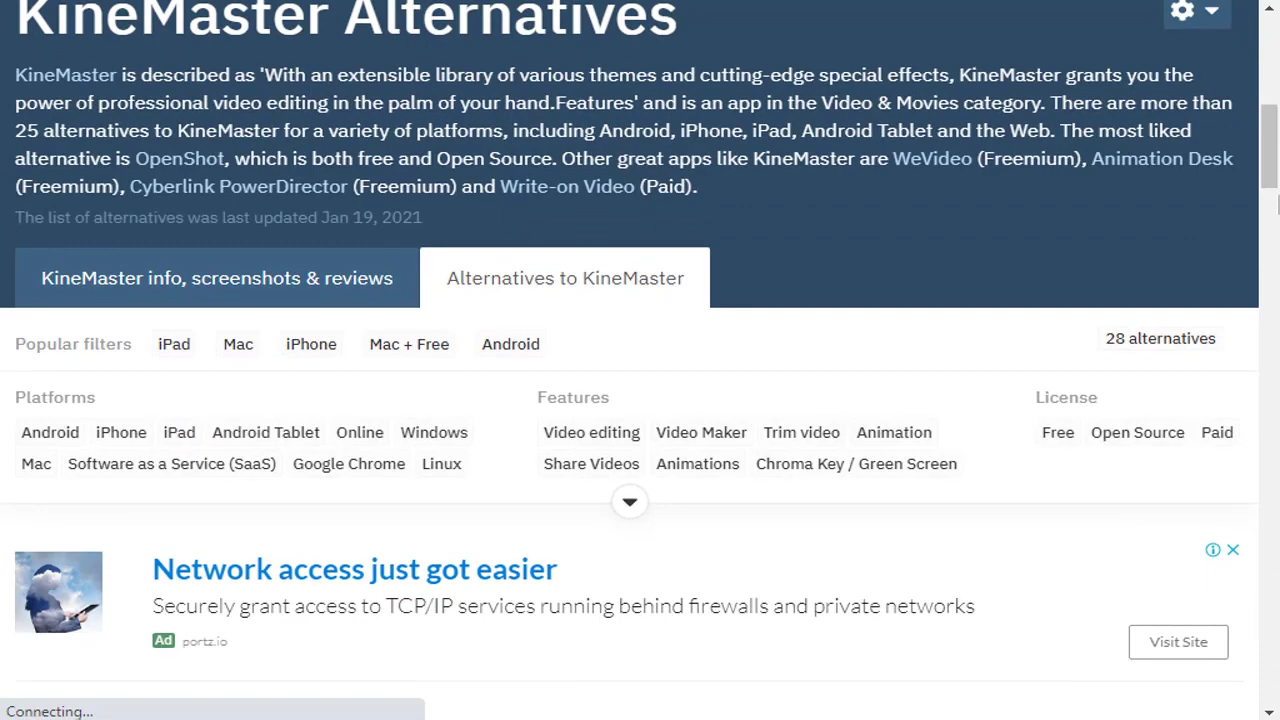 KineMaster Alternatives
KineMaster is described as 'With an extensible library of various themes and cutting-edge special effects, KineMaster grants you the
power of professional video editing in the palm of your hand.Features' and is an app in the Video & Movies category. There are more than
25 alternatives to KineMaster for a variety of platforms, including Android, iPhone, iPad, Android Tablet and the Web. The most liked
alternative is OpenShot, which is both free and Open Source. Other great apps like KineMaster are WeVideo (Freemium), Animation Desk
(Freemium), Cyberlink PowerDirector (Freemium) and Write-on Video (Paid).
The list of alternatives was last updated Jan 19, 2021
KineMaster info, screenshots & reviews
Alternatives to KineMaster
Popular filters iPad Mac iPhone Mac + Free Android
28 alternatives
Platforms
Android iPhone iPad Android Tablet Online Windows
Mac Software as a Service (SaaS) Google Chrome Linux
Features
Video editing Video Maker Trim video Animation
Share Videos Animations Chroma Key / Green Screen
License
Free Open Source Paid
Network access just got easier
Securely grant access to TCP/IP services running behind firewalls and private networks
Ad portz.io
Visit Site
Connecting...